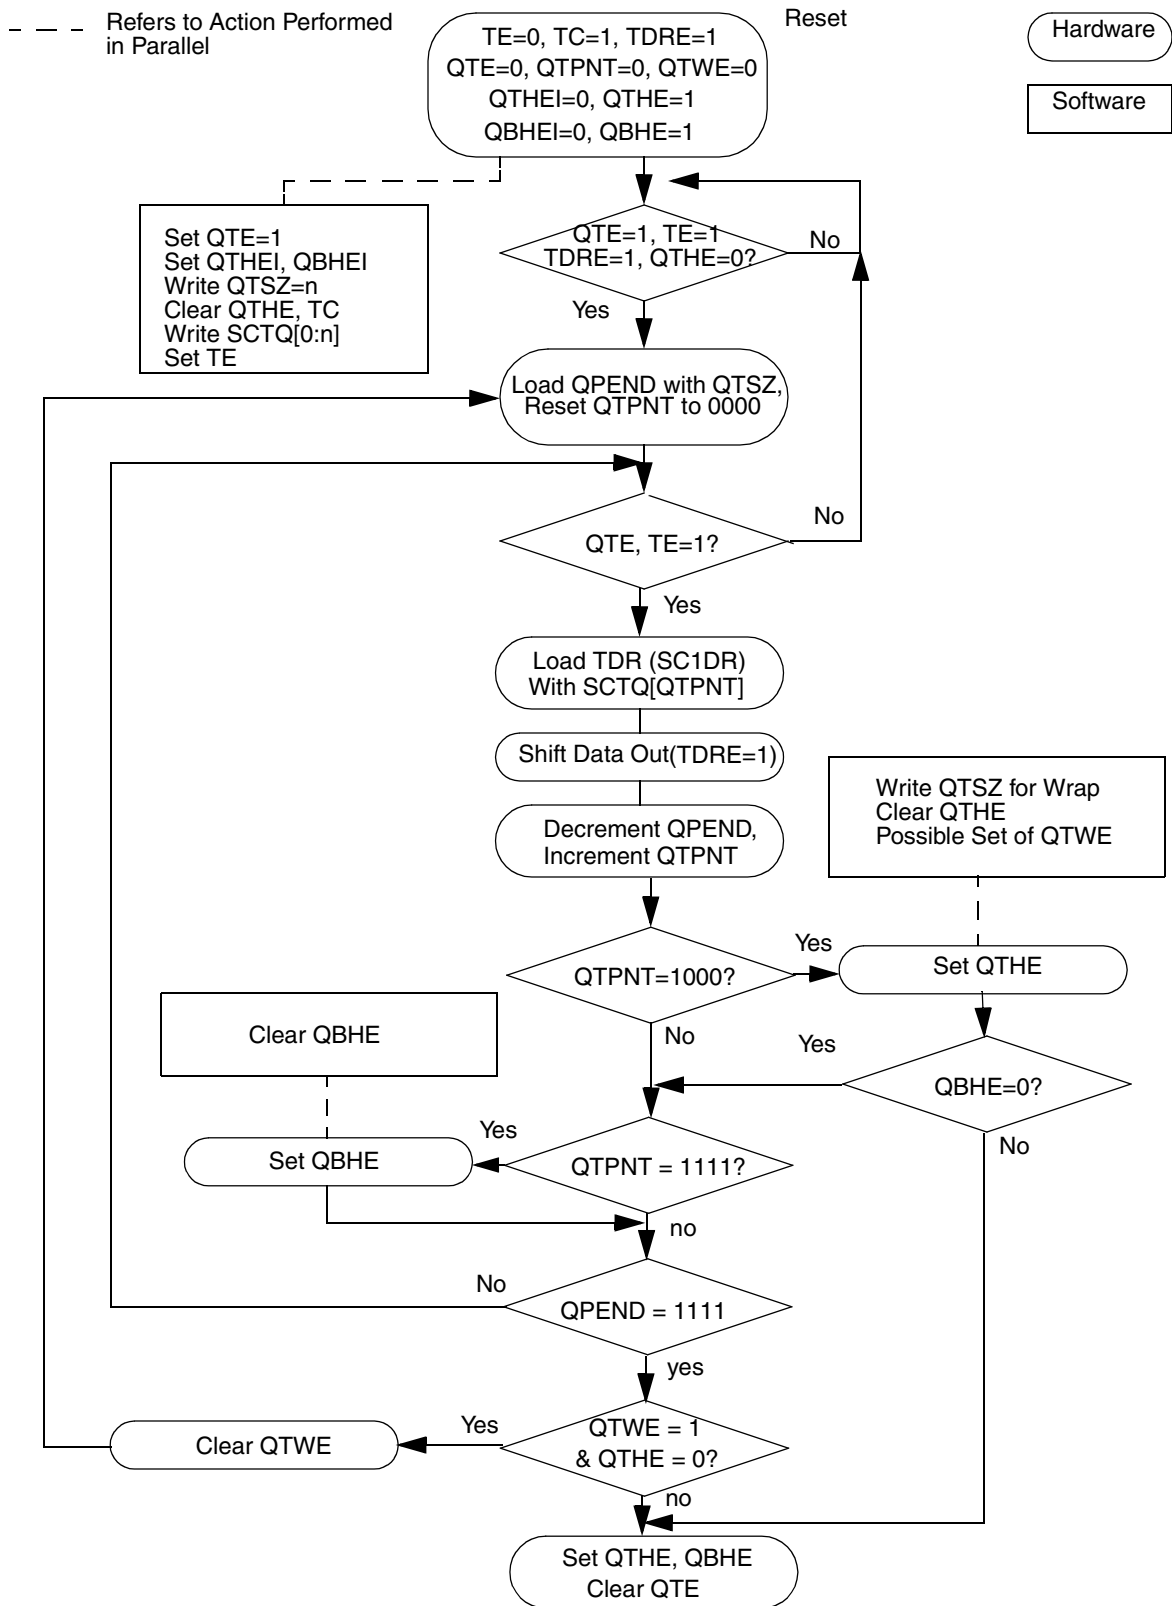 Refers to Action Performed
in Parallel
Reset
Hardware
Software
TE=0, TC=1, TDRE=1
QTE=0, QTPNT=0, QTWE=0
QTHEI=0, QTHE=1
QBHEI=0, QBHE=1
Set QTE=1
Set QTHEI, QBHEI
Write QTSZ=n
Clear QTHE, TC
Write SCTQ[0:n]
Set TE
QTE=1, TE=1
TDRE=1, QTHE=0?
No
Yes
Load QPEND with QTSZ,
Reset QTPNT to 0000
No
QTE, TE=1?
Yes
Load TDR (SC1DR)
With SCTQ[QTPNT]
Shift Data Out(TDRE=1)
Write QTSZ for Wrap
Clear QTHE
Possible Set of QTWE
Decrement QPEND,
Increment QTPNT
Yes
QTPNT=1000?
Set QTHE
No
Clear QBHE
Yes
QBHE=0?
No
Yes
Set QBHE
QTPNT = 1111?
no
No
QPEND = 1111
yes
Yes
QTWE = 1
& QTHE = 0?
Clear QTWE
no
Set QTHE, QBHE
Clear QTE